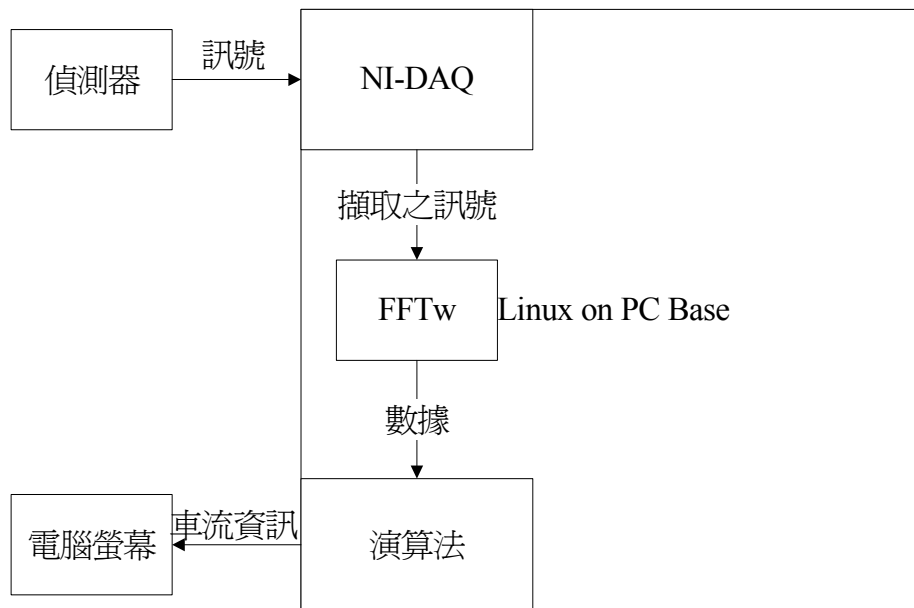 偵測器
訊號
NI-DAQ
擷取之訊號
FFTw
Linux on PC Base
數據
電腦螢幕
車流資訊
演算法